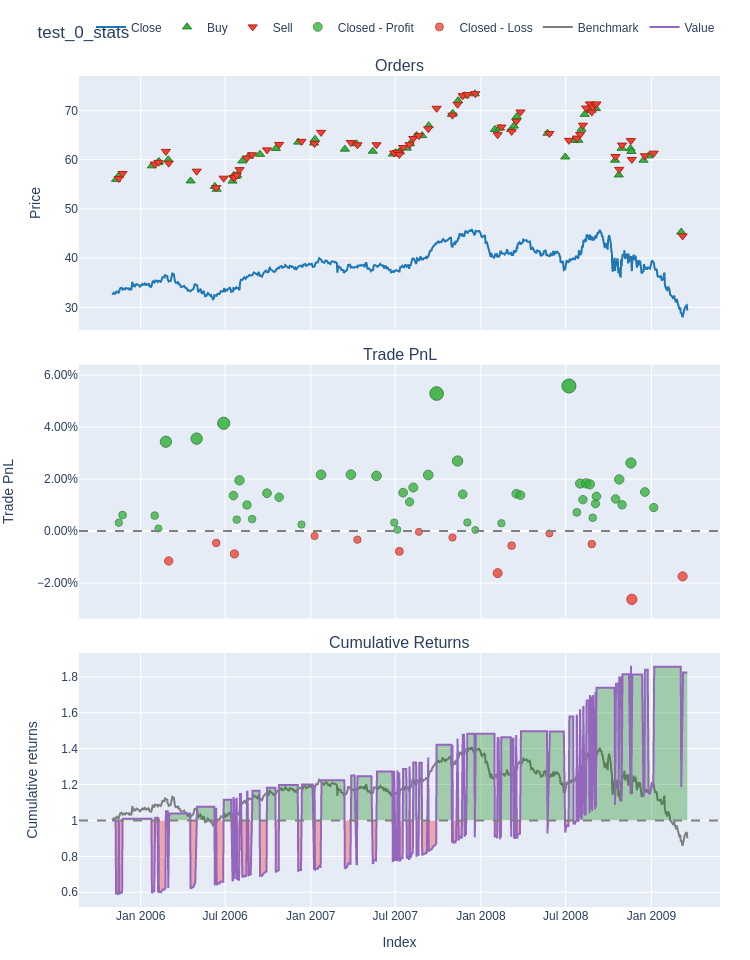 test_0_stats
Close
Buy
Sell
Closed - Profit
Closed - Loss
Benchmark
Value
Orders
70
60
50
40
30
Price
Trade PnL
6.00%
4.00%
2.00%
0.00%
−2.00%
Trade PnL
Cumulative Returns
1.8
1.6
1.4
1.2
1
0.8
0.6
Cumulative returns
Jan 2006
Jul 2006
Jan 2007
Jul 2007
Jan 2008
Jul 2008
Jan 2009
Index